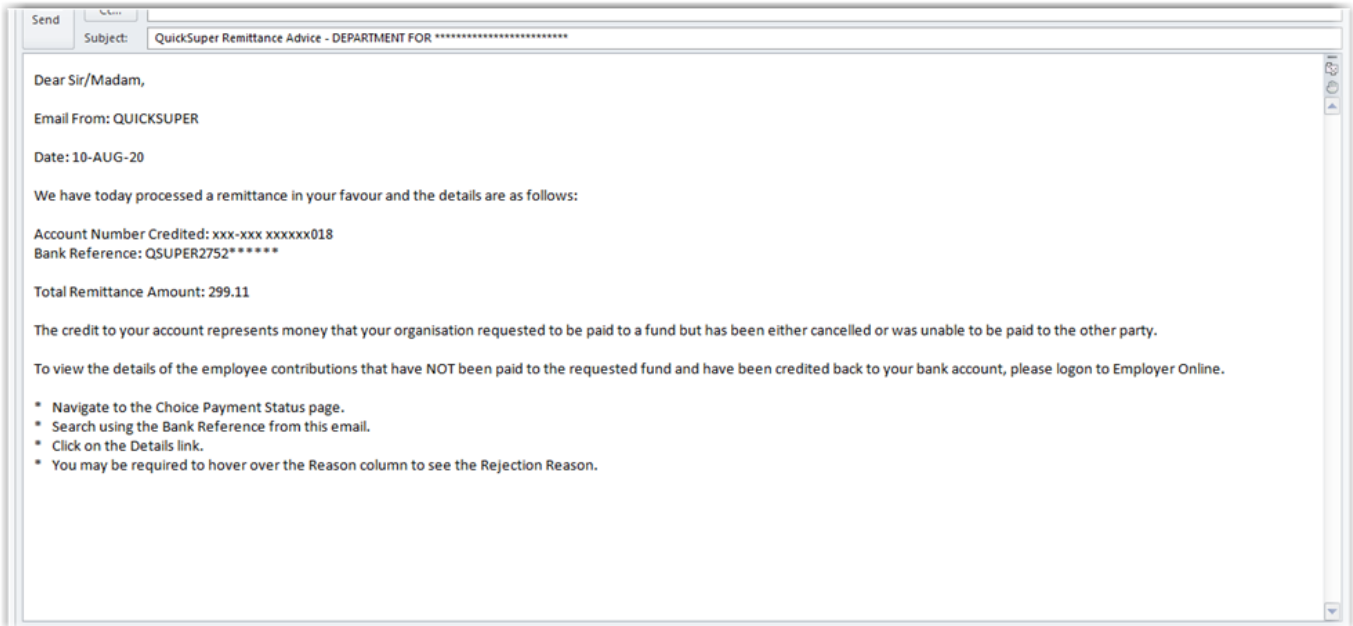 Send
Subject: QuickSuper Remittance Advice - DEPARTMENT FOR *************************
Dear Sir/Madam,
Email From: QUICKSUPER
Date: 10-AUG-20
We have today processed a remittance in your favour and the details are as follows:
Account Number Credited: xxx-xxx xxxxxx018
Bank Reference: QSUPER2752******
Total Remittance Amount: 299.11
The credit to your account represents money that your organisation requested to be paid to a fund but has been either cancelled or was unable to be paid to the other party.
To view the details of the employee contributions that have NOT been paid to the requested fund and have been credited back to your bank account, please logon to Employer Online.
* Navigate to the Choice Payment Status page.
* Search using the Bank Reference from this email.
* Click on the Details link.
* You may be required to hover over the Reason column to see the Rejection Reason.